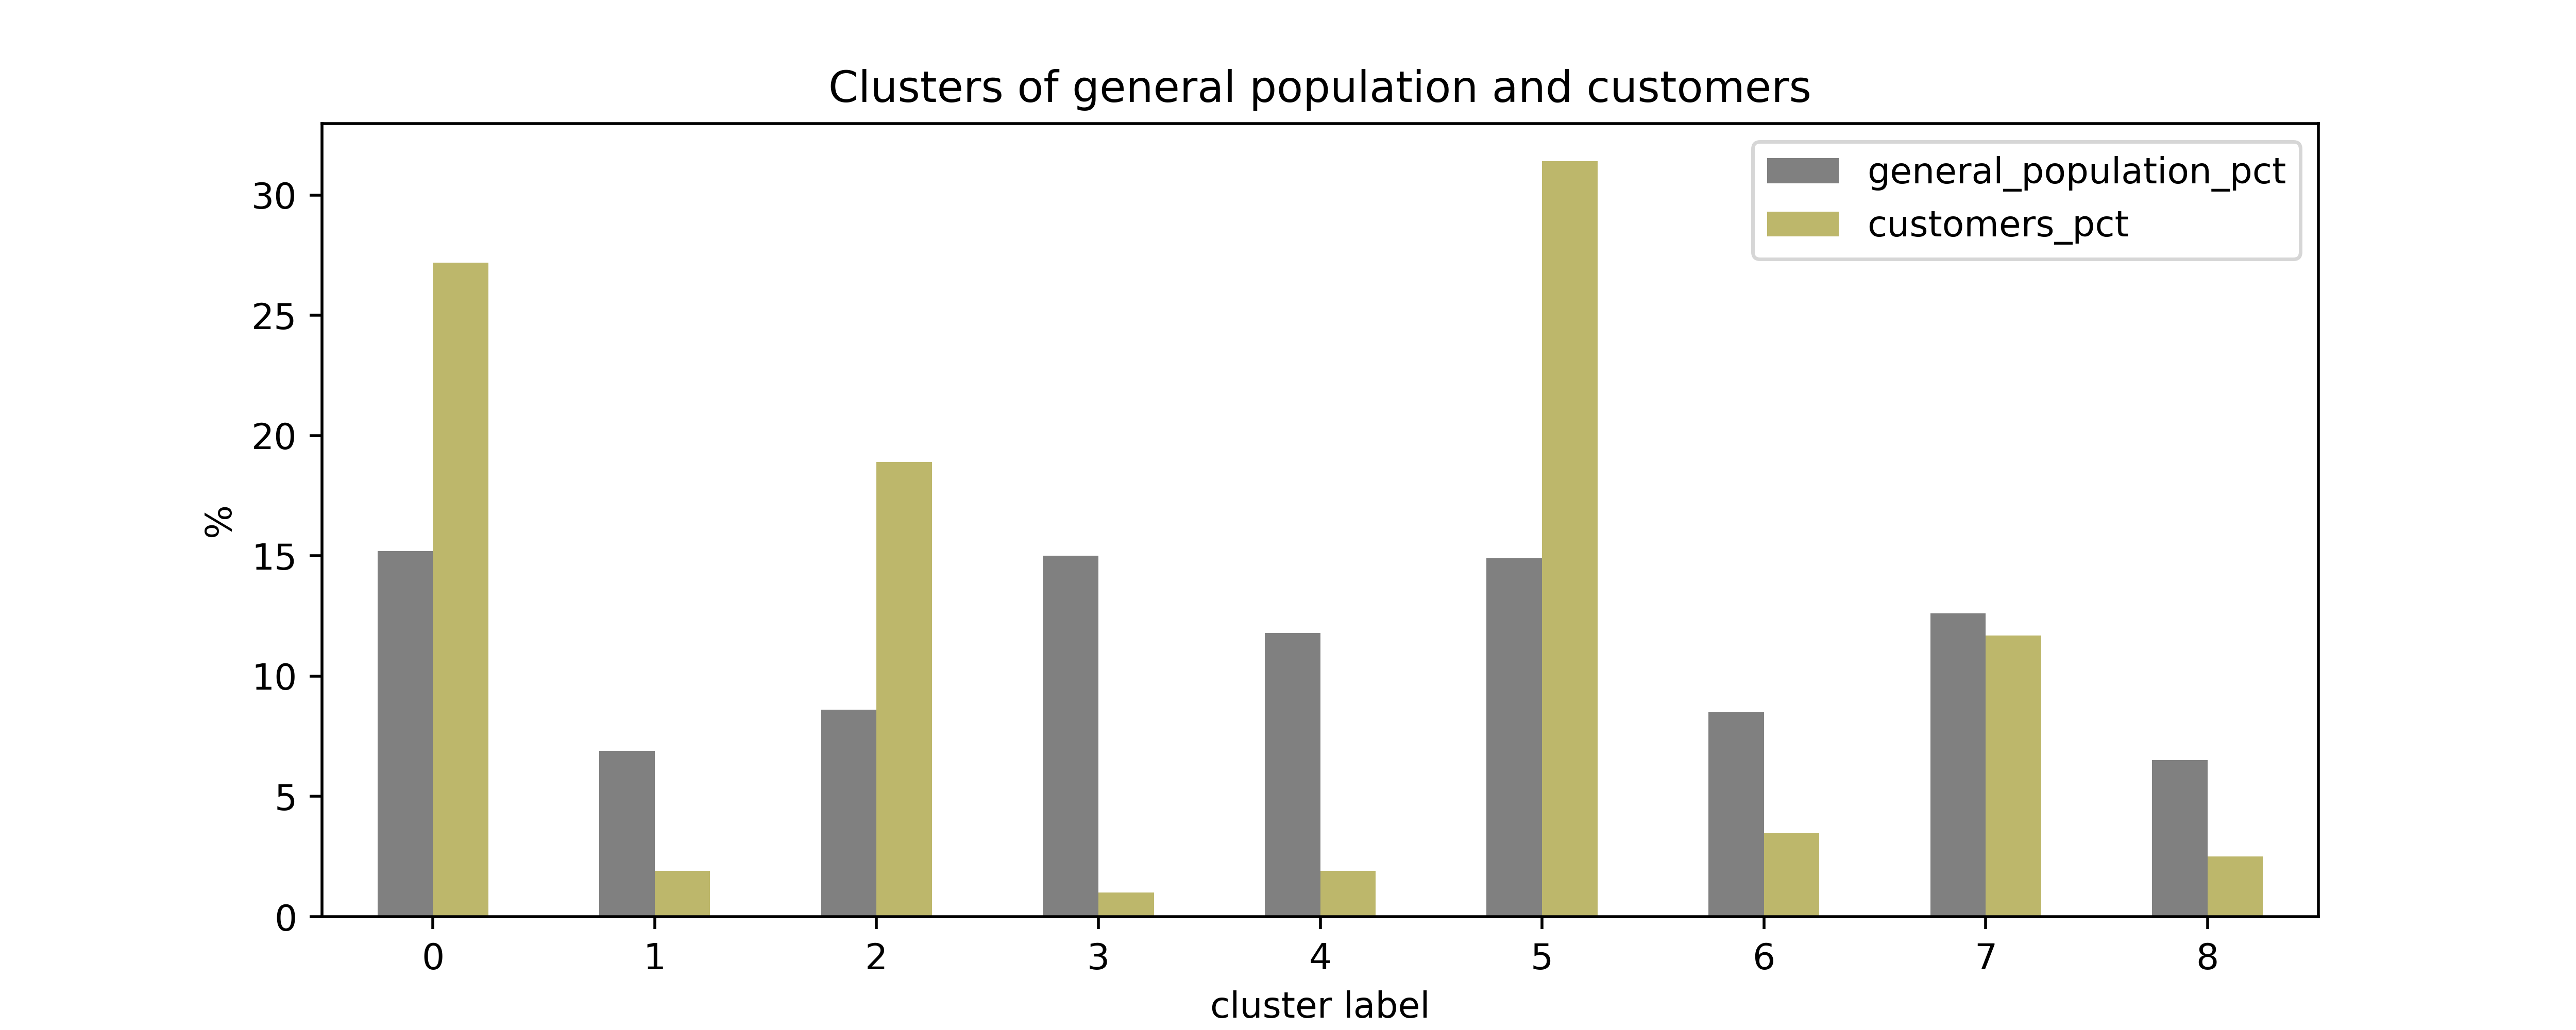 Clusters of general population and customers
general_population_pct
customers_pct
30
25
20
15
10
5
0
%
0 1 2 3 4 5 6 7 8
cluster label